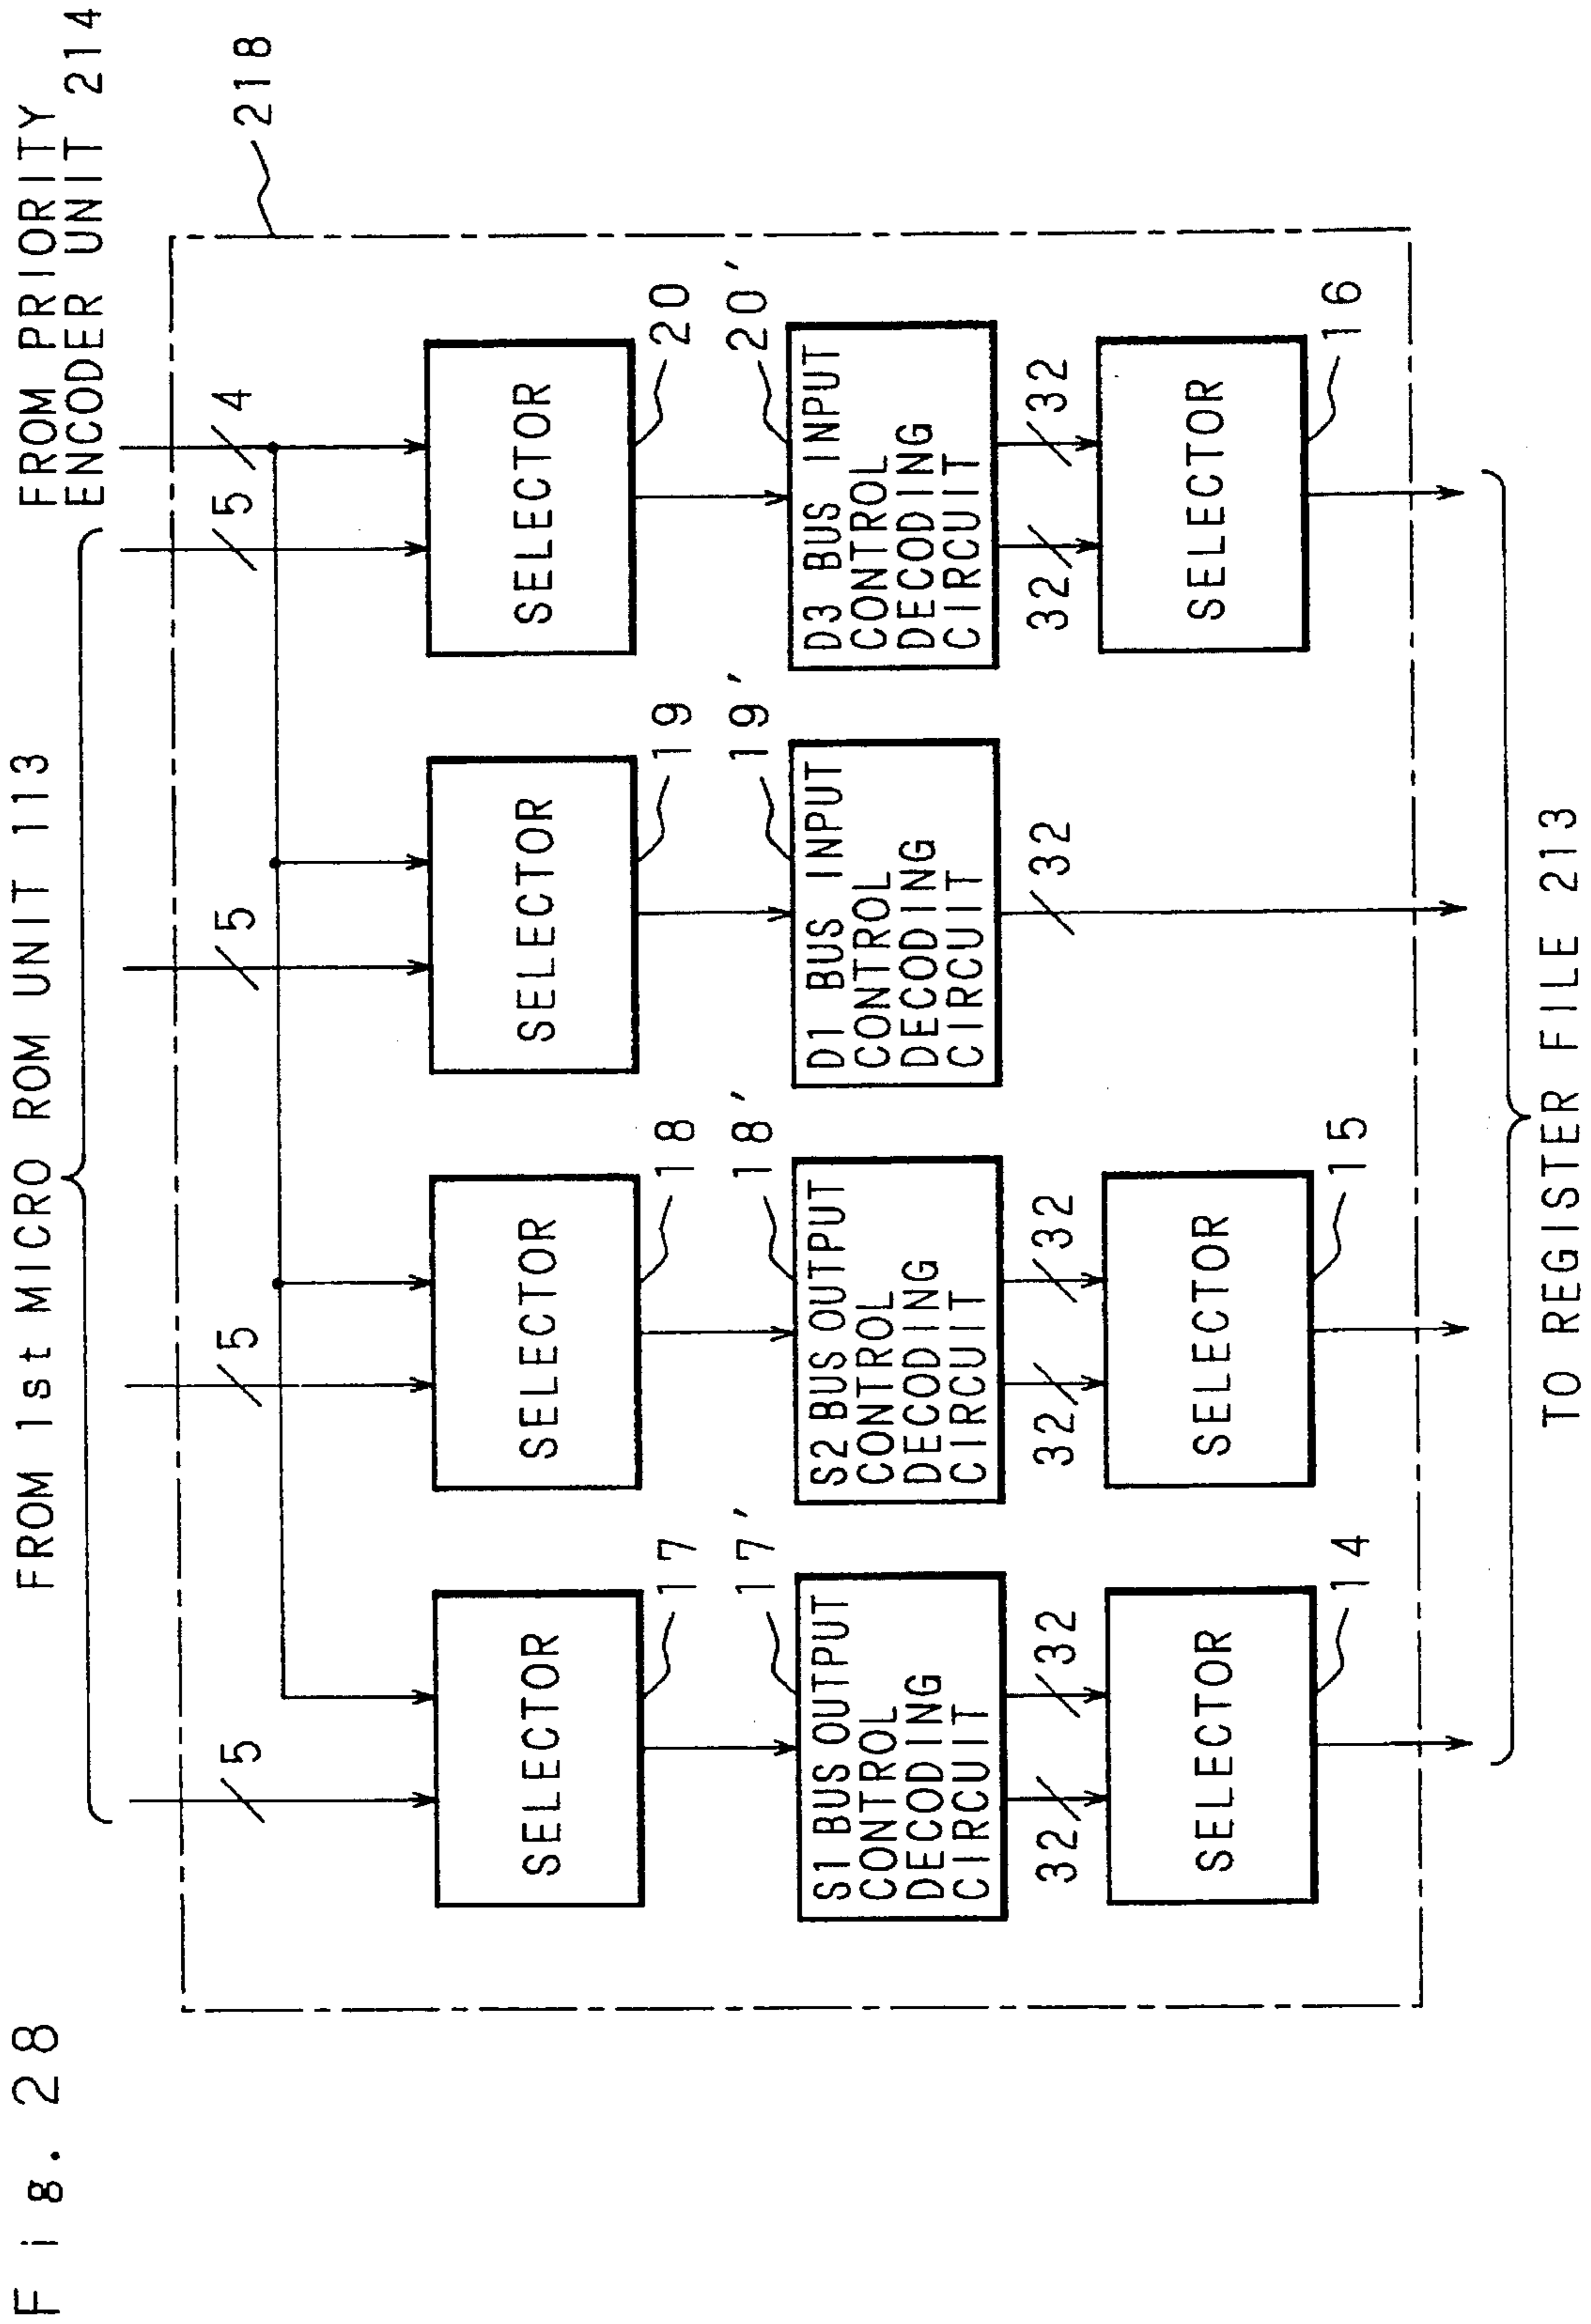 Fig. 28
FROM 1st MICRO ROM UNIT 113
FROM PRIORITY
ENCODER UNIT 214
218
5
5
5
5
4
SELECTOR
17
SELECTOR
18
SELECTOR
19
SELECTOR
20
17'
S1 BUS OUTPUT
CONTROL
DECODING
CIRCUIT
18'
S2 BUS OUTPUT
CONTROL
DECODING
CIRCUIT
19'
D1 BUS INPUT
CONTROL
DECODING
CIRCUIT
20'
D3 BUS INPUT
CONTROL
DECODING
CIRCUIT
32
32
32
32
32
32
32
SELECTOR
14
SELECTOR
15
SELECTOR
16
TO REGISTER FILE 213